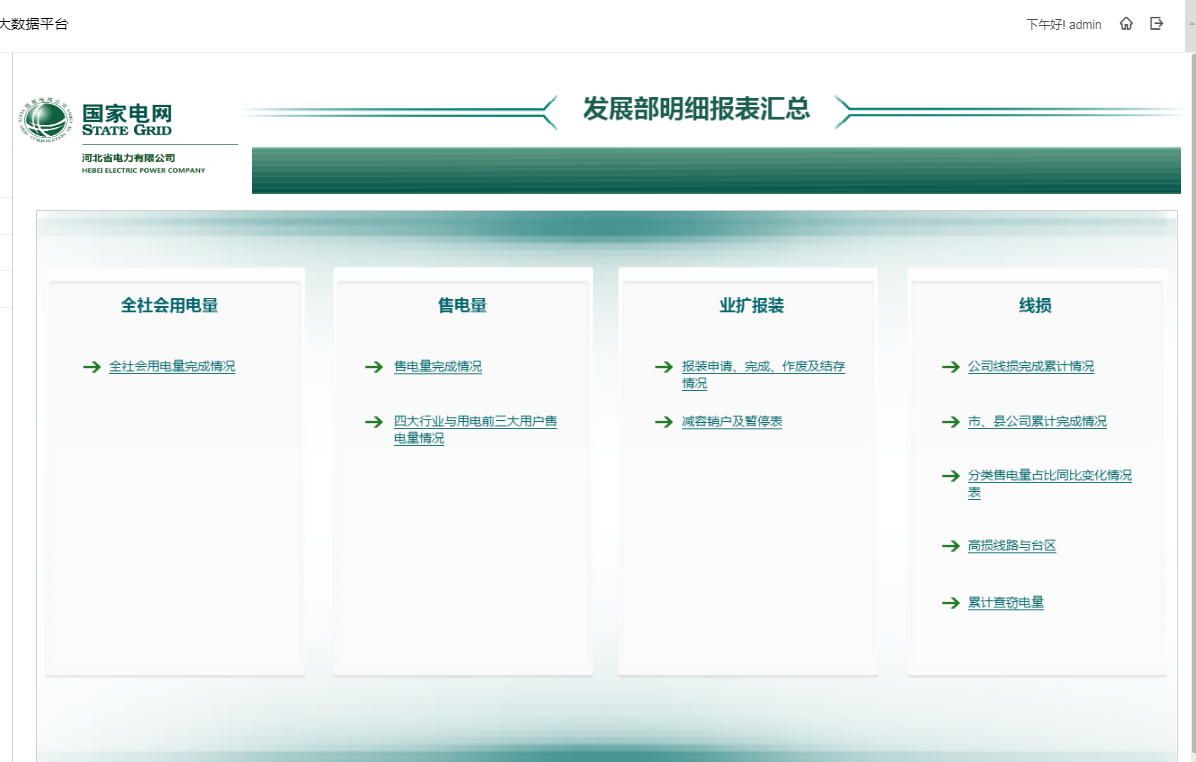 大数据平台
下午好! admin
国家电网
STATE GRID
河北省电力有限公司
HEBEI ELECTRIC POWER COMPANY
发展部明细报表汇总
全社会用电量
全社会用电量完成情况
售电量
售电量完成情况
四大行业与用电前三大用户售
电量情况
业扩报装
报装申请、完成、作废及结存
情况
减容销户及暂停表
线损
公司线损完成累计情况
市、县公司累计完成情况
分类售电量占比同比变化情况
表
高损线路与台区
累计查窃电量